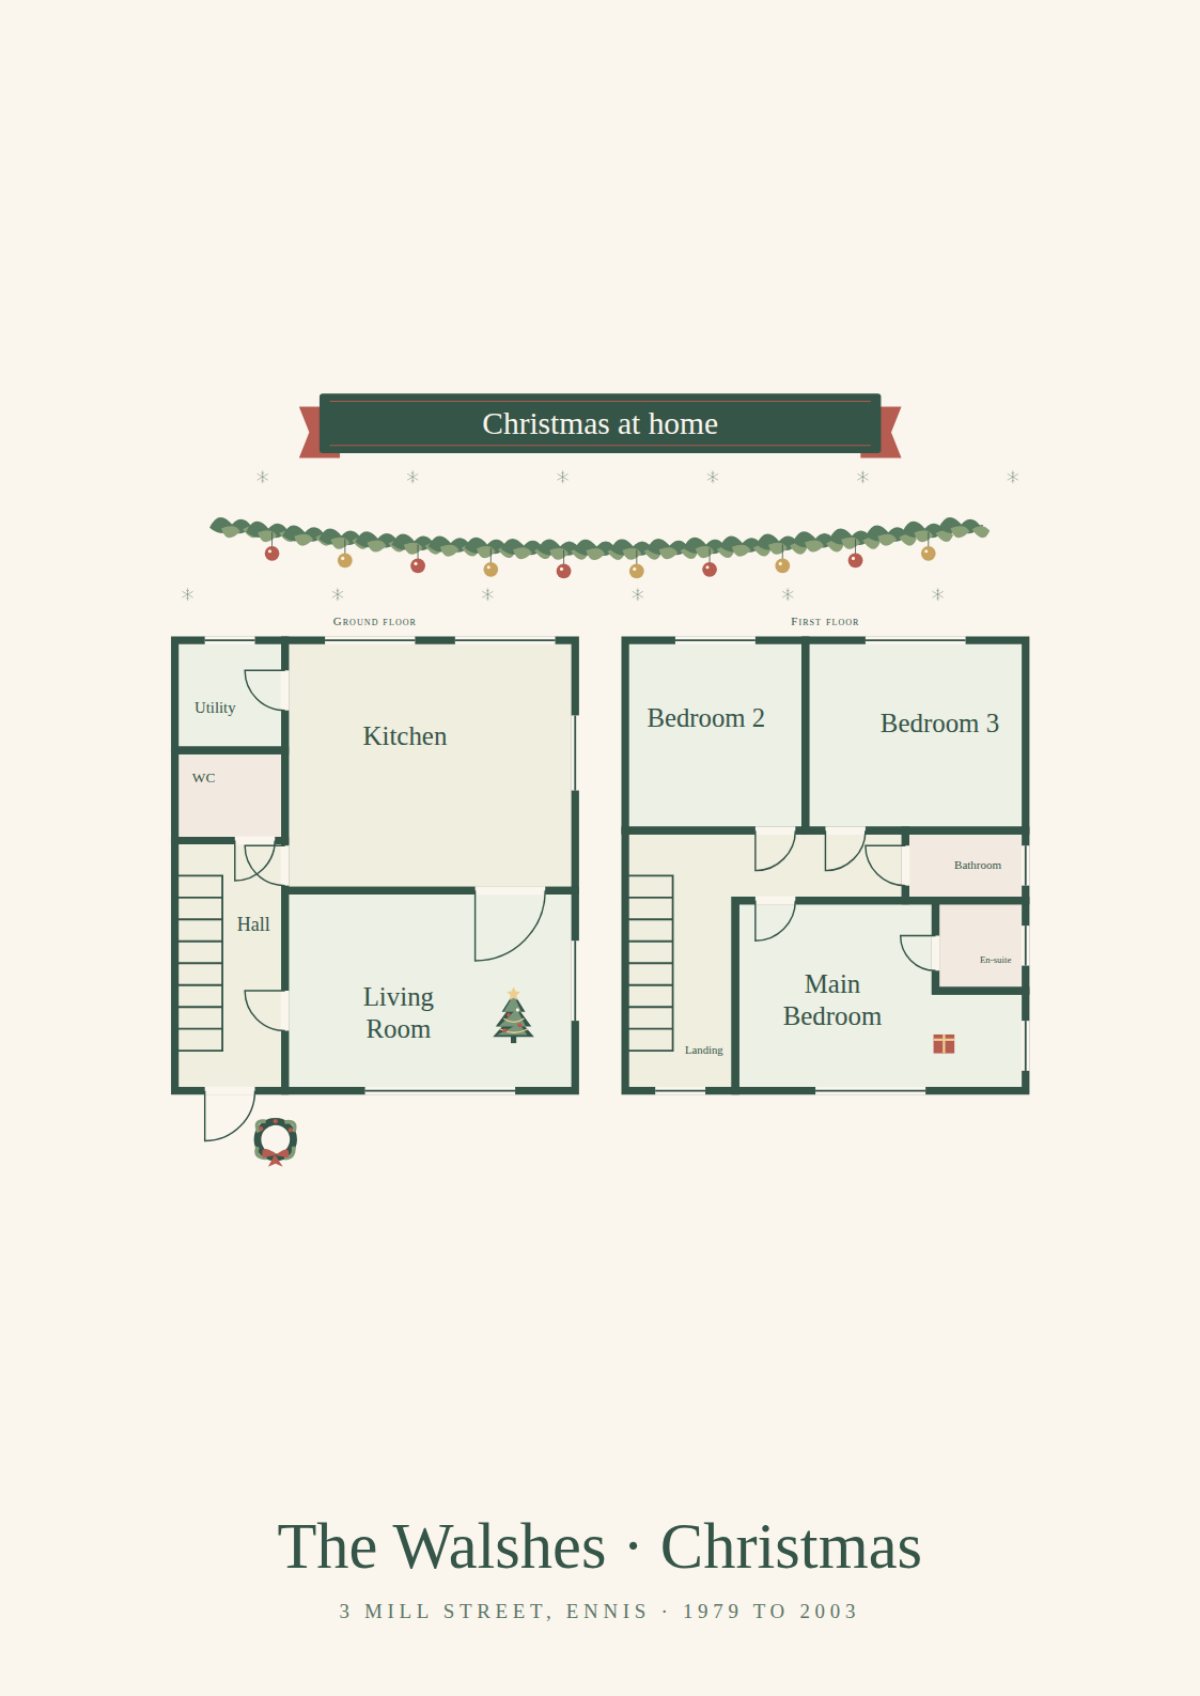 Christmas at home
Ground floor
First floor
Utility
Kitchen
WC
Hall
Living
Room
Bedroom 2
Bedroom 3
Bathroom
En-suite
Main
Bedroom
Landing
The Walshes · Christmas
3 MILL STREET, ENNIS · 1979 TO 2003